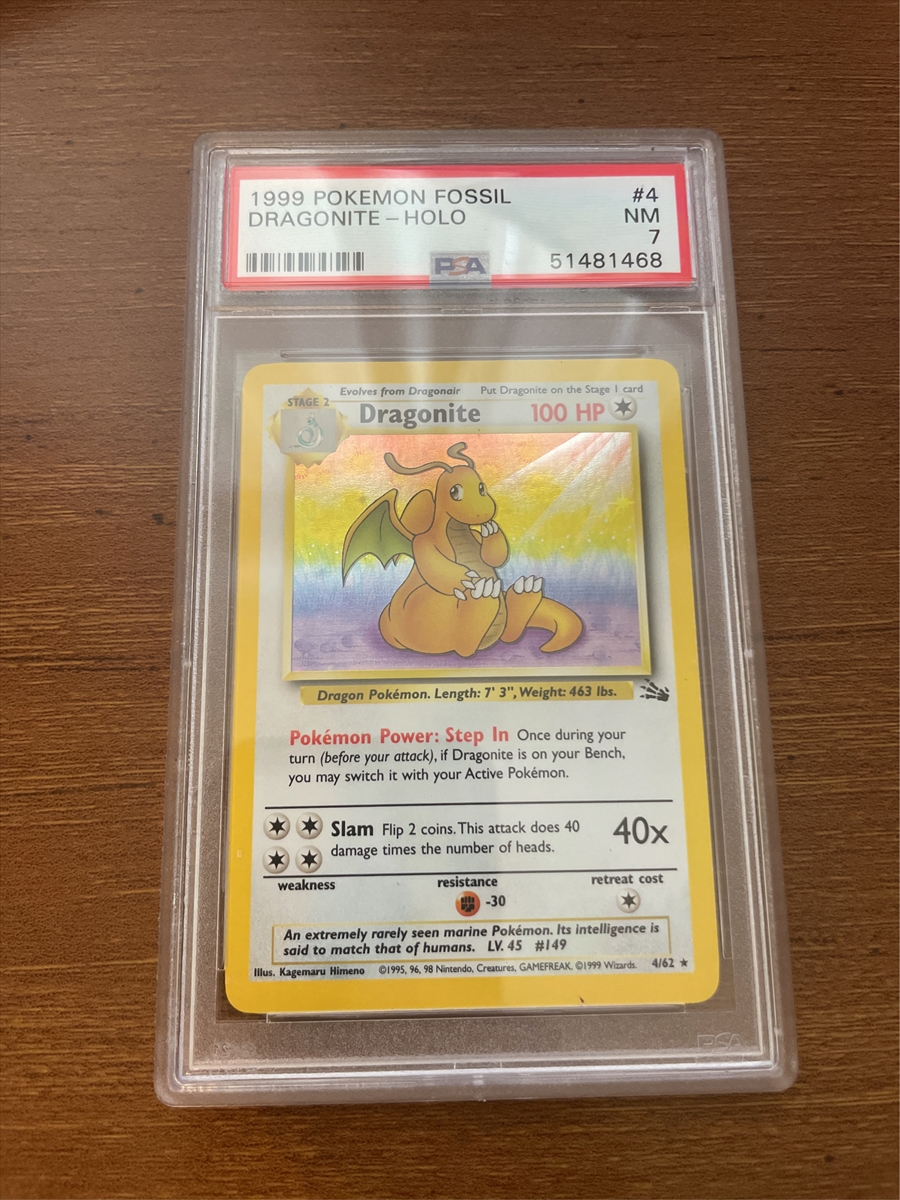 1999 POKEMON FOSSIL #4
DRAGONITE – HOLO NM
7
PSA 51481468
Evolves from Dragonair Put Dragonite on the Stage 1 card
STAGE 2
Dragonite 100 HP
Dragon Pokémon. Length: 7' 3", Weight: 463 lbs.
Pokémon Power: Step In Once during your
turn (before your attack), if Dragonite is on your Bench,
you may switch it with your Active Pokémon.
Slam Flip 2 coins. This attack does 40
damage times the number of heads.
40x
weakness resistance retreat cost
-30
An extremely rarely seen marine Pokémon. Its intelligence is
said to match that of humans. LV. 45 #149
Illus. Kagemaru Himeno ©1995, 96, 98 Nintendo, Creatures, GAMEFREAK. ©1999 Wizards. 4/62 ★
PSA